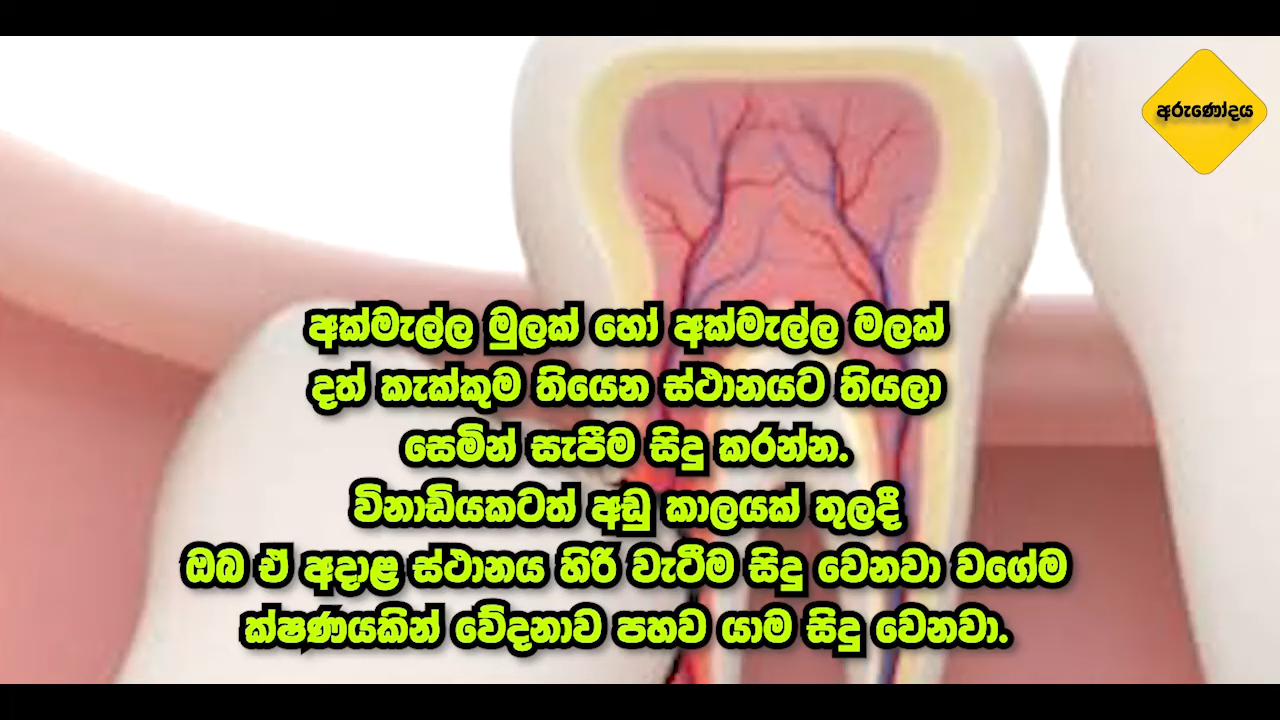 අරුණෝදය
අක්මැල්ල මුලක් හෝ අක්මැල්ල මලක්
දත් කැක්කුම තියෙන ස්ථානයට තියලා
සෙමින් සැපීම සිදු කරන්න.
විනාඩියකටත් අඩු කාලයක් තුලදී
ඔබ ඒ අදාළ ස්ථානය හිරි වැටීම සිදු වෙනවා වගේම
ක්ෂණයකින් වේදනාව පහව යාම සිදු වෙනවා.